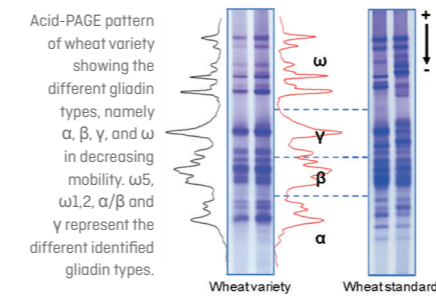 Acid-PAGE pattern
of wheat variety
showing the
different gliadin
types, namely
α, β, γ, and ω
in decreasing
mobility. ω5,
ω1,2, α/β and
γ represent the
different identified
gliadin types.
ω
γ
β
α
+
-
Wheat variety
Wheat standard